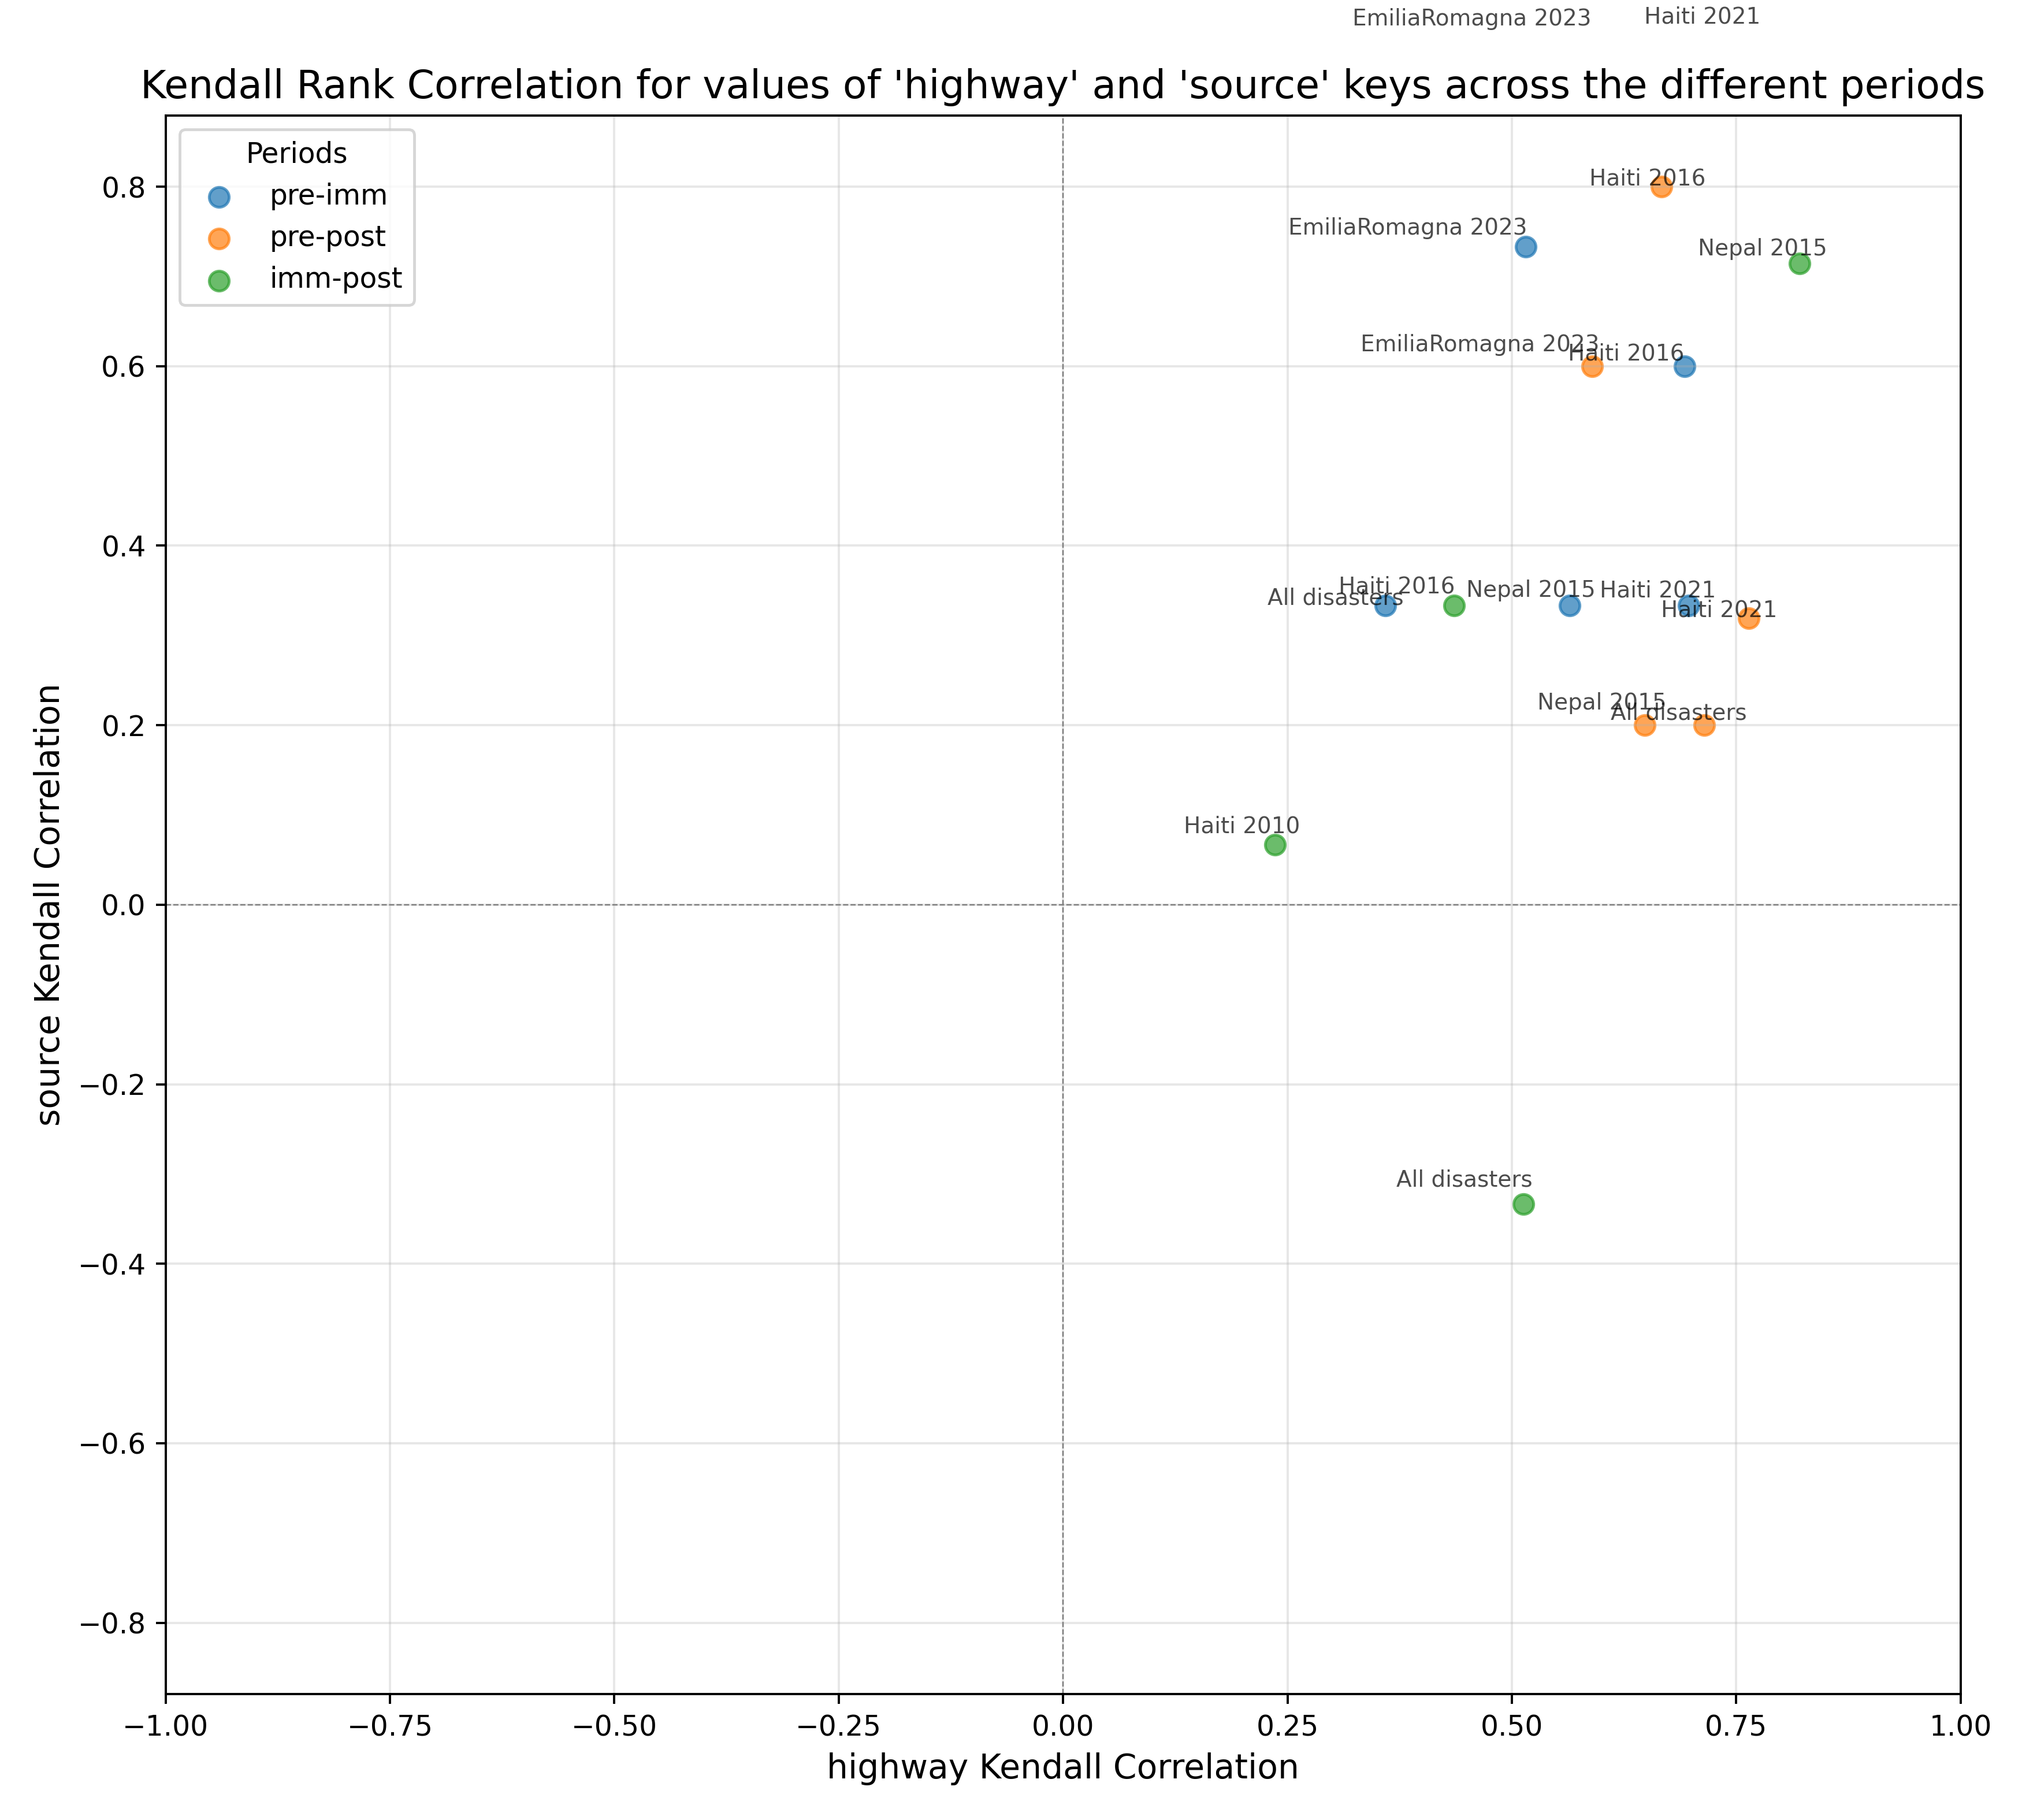 EmiliaRomagna 2023
Haiti 2021
Kendall Rank Correlation for values of 'highway' and 'source' keys across the different periods
Periods
pre-imm
pre-post
imm-post
Haiti 2016
EmiliaRomagna 2023
Nepal 2015
EmiliaRomagna 2023
Haiti 2016
Haiti 2016
All disasters
Nepal 2015
Haiti 2021
Haiti 2021
Nepal 2015
All disasters
Haiti 2010
All disasters
0.8
0.6
0.4
0.2
0.0
−0.2
−0.4
−0.6
−0.8
source Kendall Correlation
−1.00
−0.75
−0.50
−0.25
0.00
0.25
0.50
0.75
1.00
highway Kendall Correlation